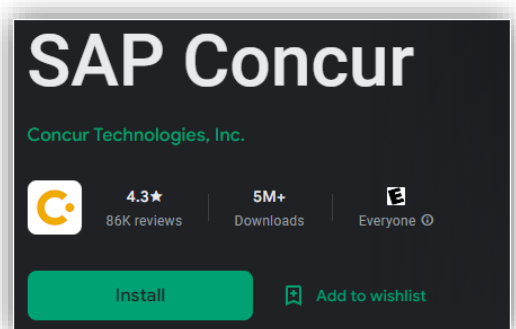 SAP Concur
Concur Technologies, Inc.
4.3★ 5M+ E
86K reviews Downloads Everyone
Install Add to wishlist